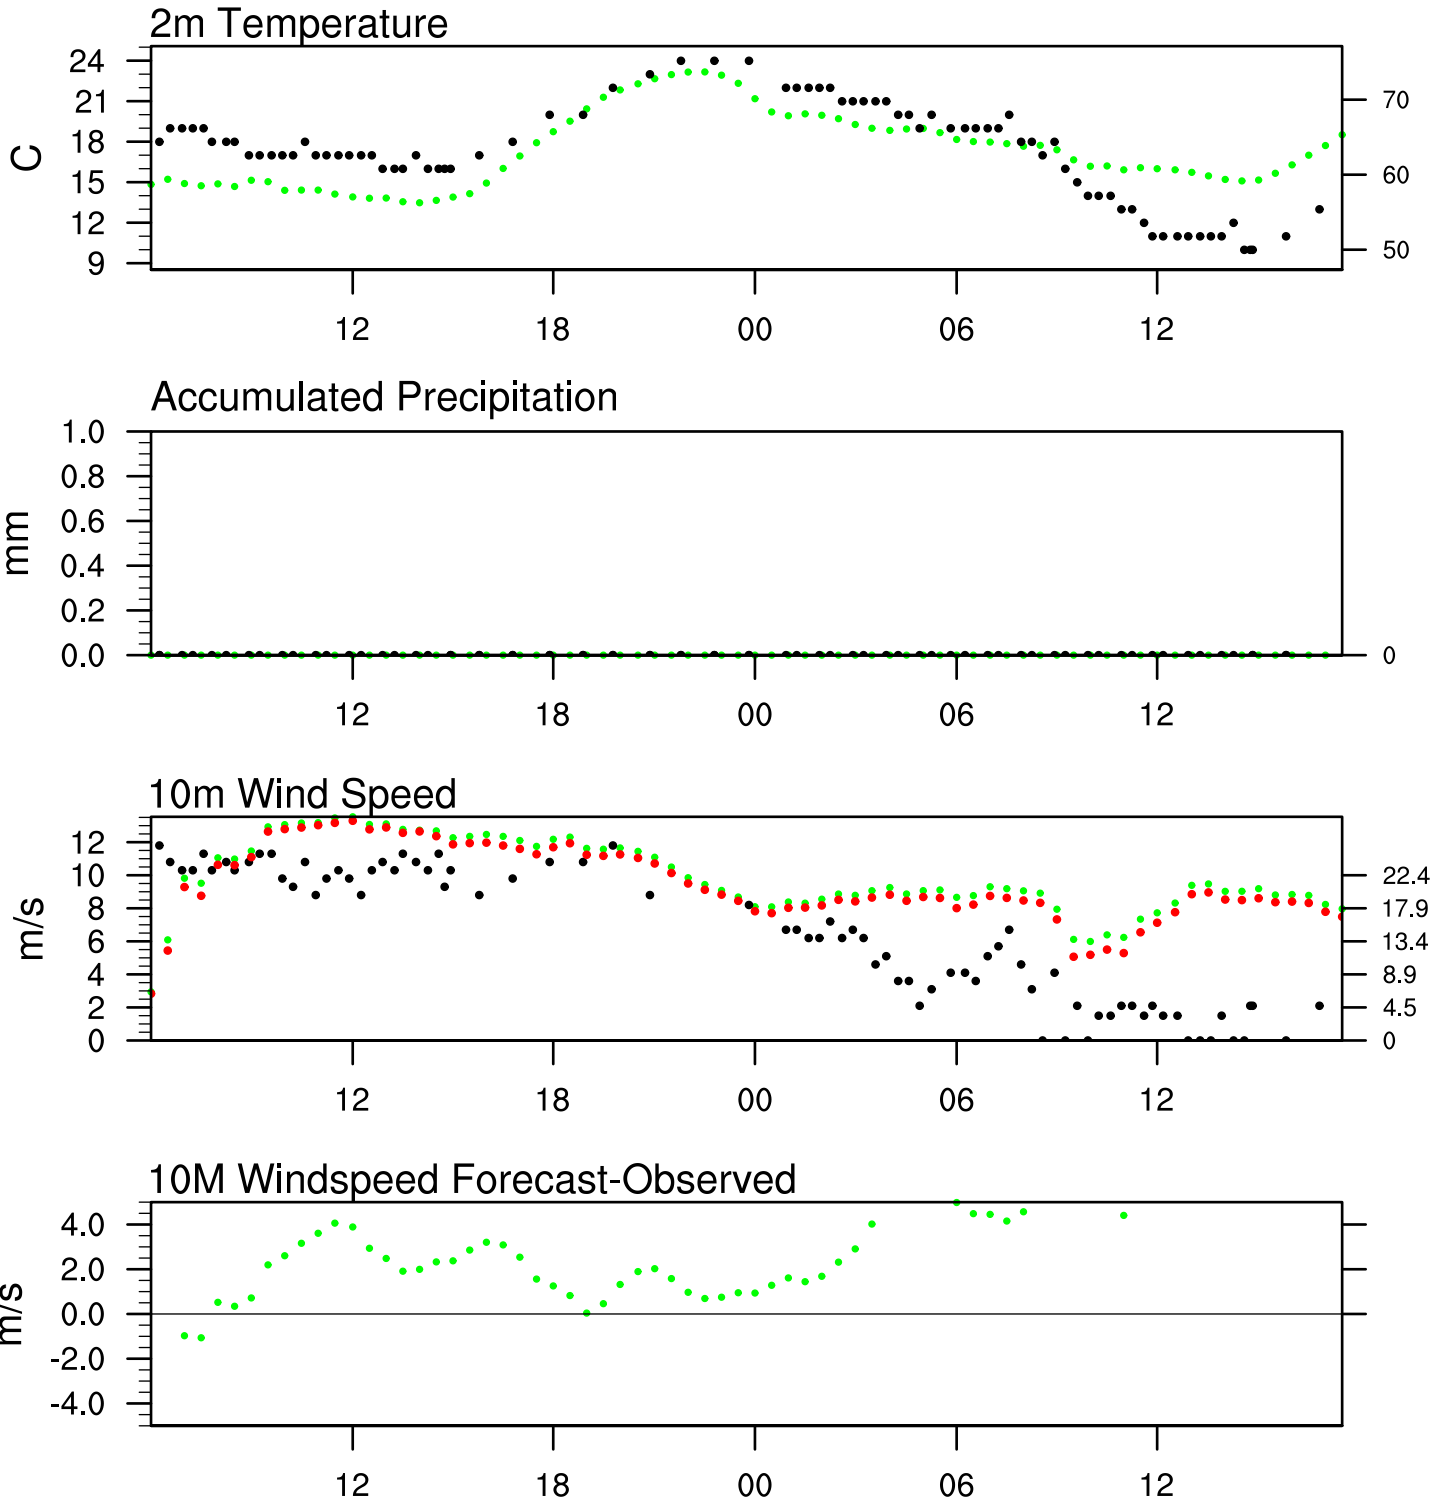 2m Temperature
24
21
18
15
12
9
C
70
60
50
12 18 00 06 12
Accumulated Precipitation
1.0
0.8
0.6
0.4
0.2
0.0
mm
0
12 18 00 06 12
10m Wind Speed
12
10
8
6
4
2
0
m/s
22.4
17.9
13.4
8.9
4.5
0
12 18 00 06 12
10M Windspeed Forecast-Observed
4.0
2.0
0.0
-2.0
-4.0
m/s
12 18 00 06 12